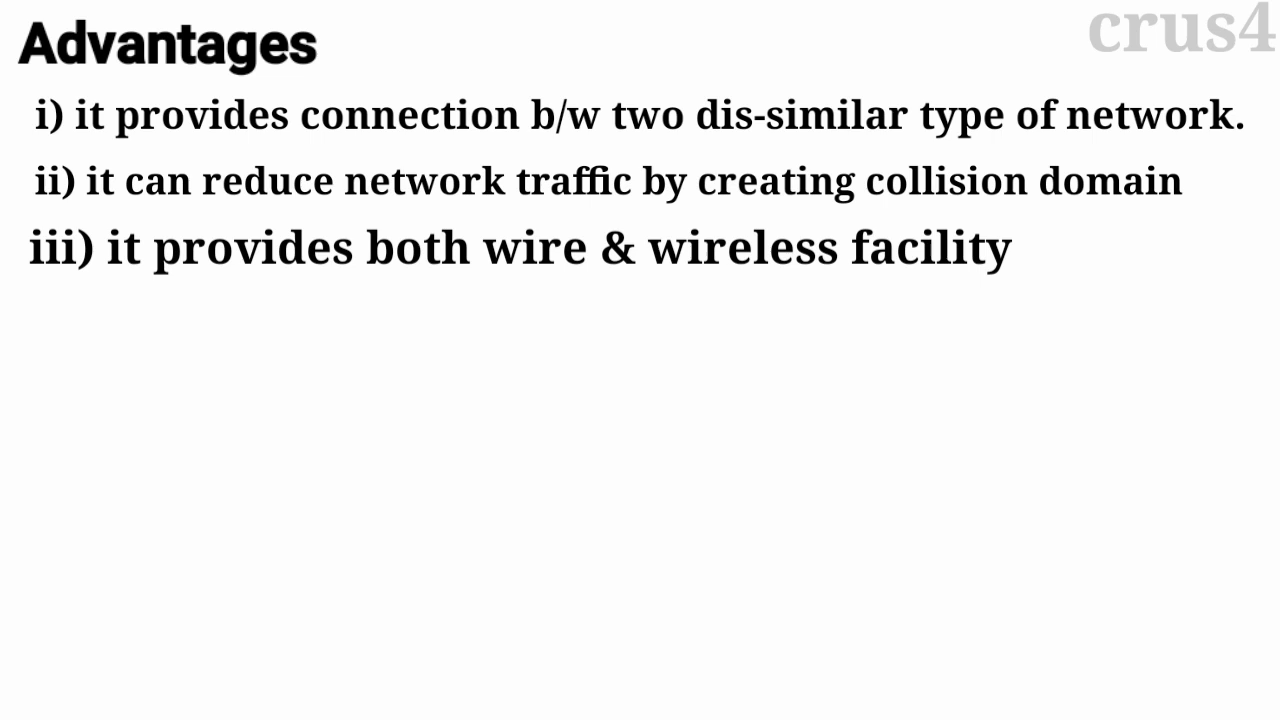 Advantages
crus4
i) it provides connection b/w two dis-similar type of network.
ii) it can reduce network traffic by creating collision domain
iii) it provides both wire & wireless facility